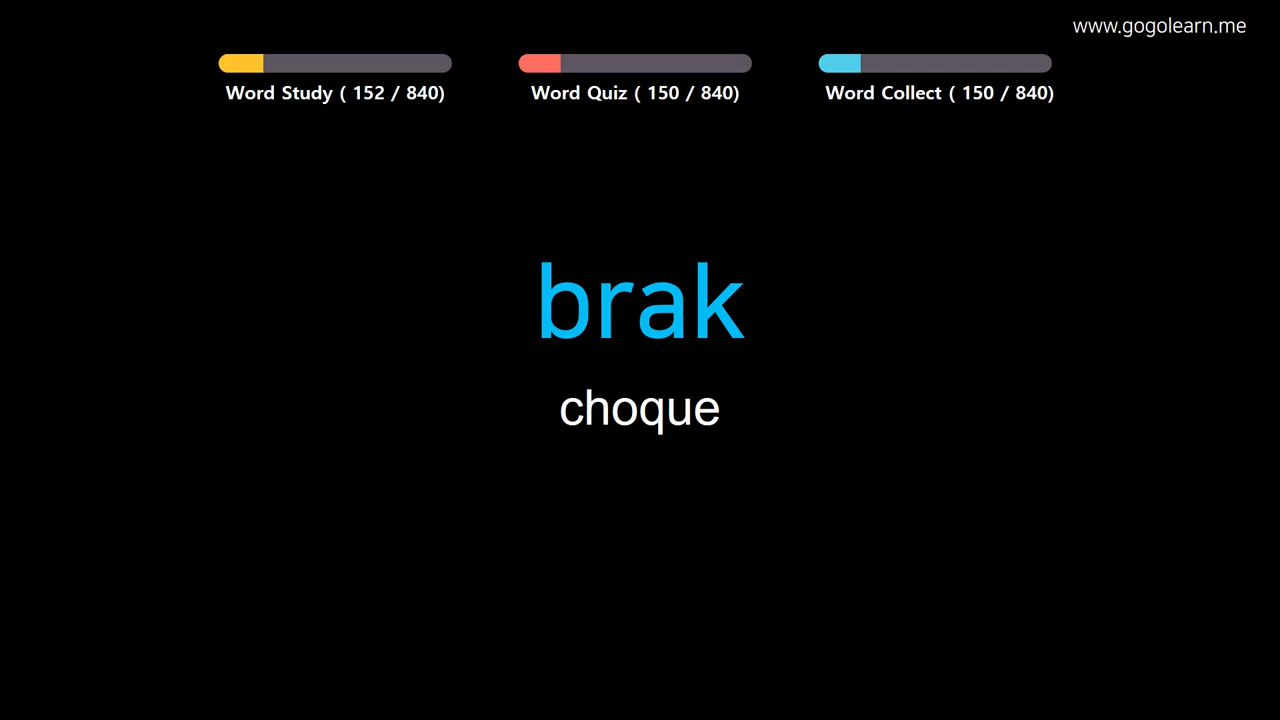 www.gogolearn.me
Word Study ( 152 / 840)
Word Quiz ( 150 / 840)
Word Collect ( 150 / 840)
brak
choque